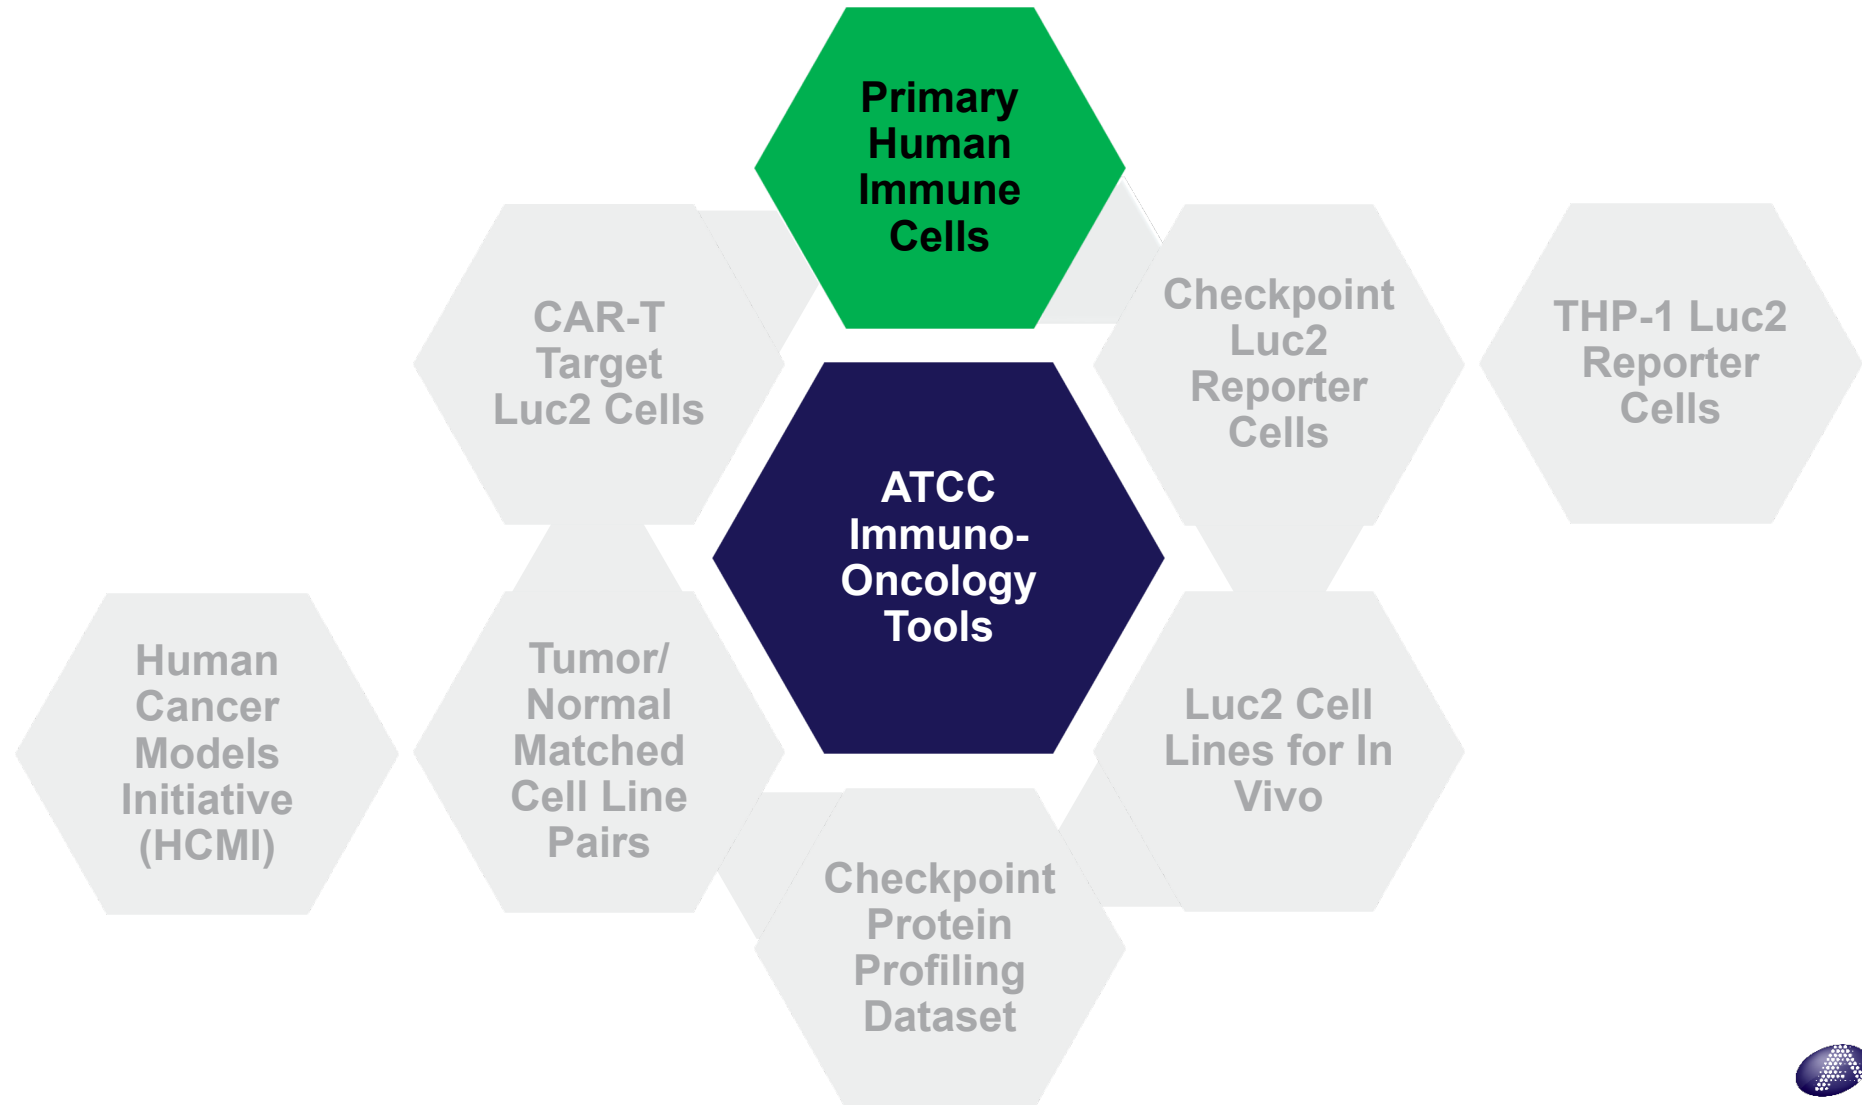 Primary
Human
Immune
Cells
CAR-T
Target
Luc2 Cells
Checkpoint
Luc2
Reporter
Cells
THP-1 Luc2
Reporter
Cells
ATCC
Immuno-
Oncology
Tools
Human
Cancer
Models
Initiative
(HCMI)
Tumor/
Normal
Matched
Cell Line
Pairs
Luc2 Cell
Lines for In
Vivo
Checkpoint
Protein
Profiling
Dataset